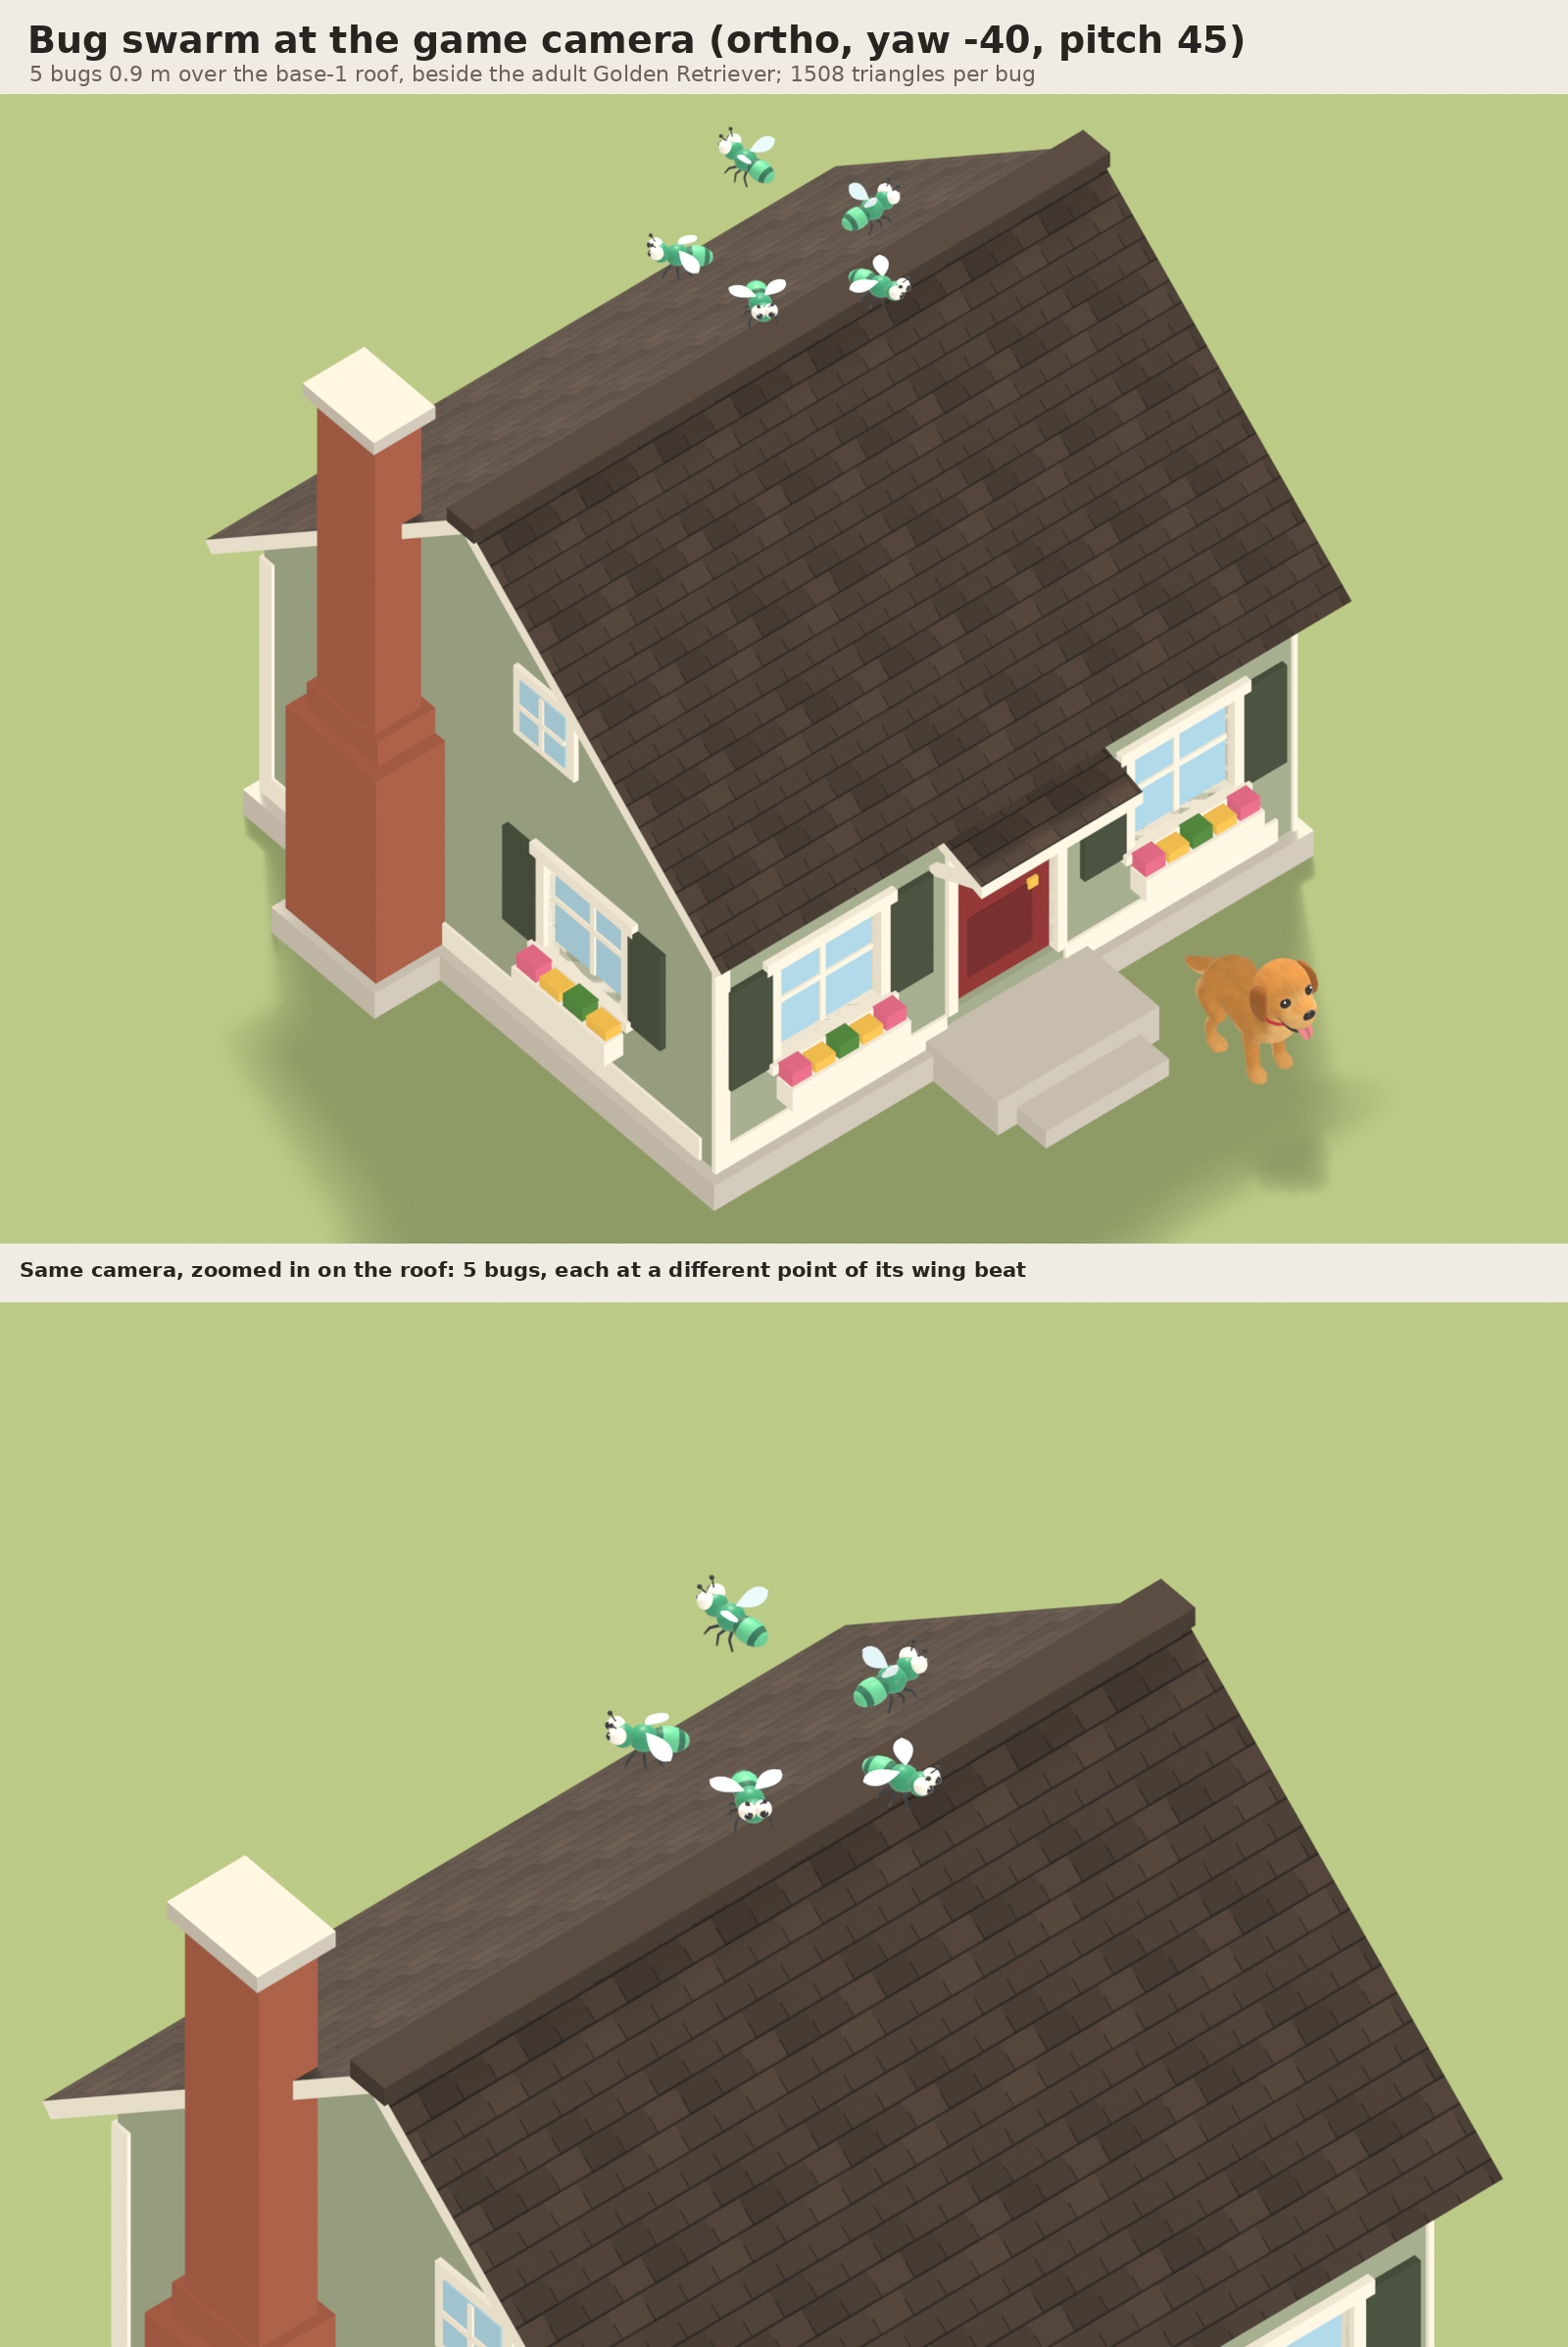 Bug swarm at the game camera (ortho, yaw -40, pitch 45)
5 bugs 0.9 m over the base-1 roof, beside the adult Golden Retriever; 1508 triangles per bug
Same camera, zoomed in on the roof: 5 bugs, each at a different point of its wing beat